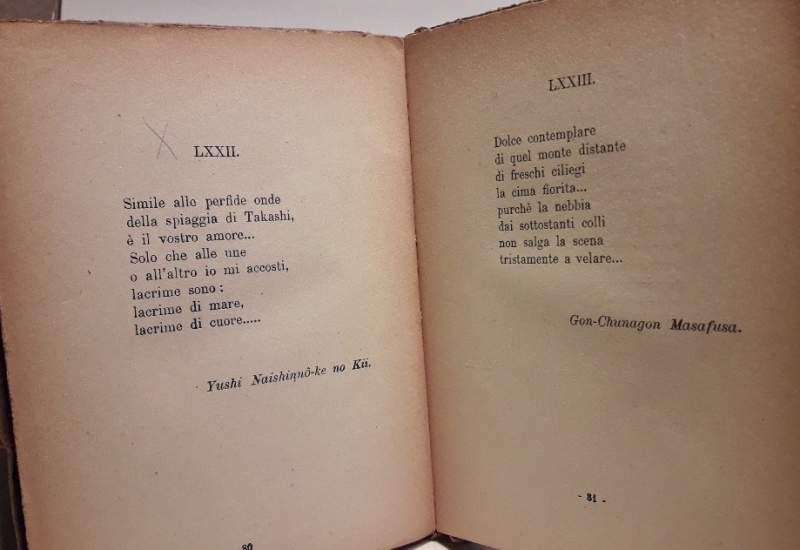 LXXII.
Simile alle perfide onde
della spiaggia di Takashi,
è il vostro amore...
Solo che alle une
o all'altro io mi accosti,
lacrime sono:
lacrime di mare,
lacrime di cuore.....
Yushi Naishinnô-ke no Kii.
80
LXXIII.
Dolce contemplare
di quel monte distante
di freschi ciliegi
la cima fiorita...
purchè la nebbia
dai sottostanti colli
non salga la scena
tristamente a velare...
Gon-Chunagon Masafusa.
- 81 -